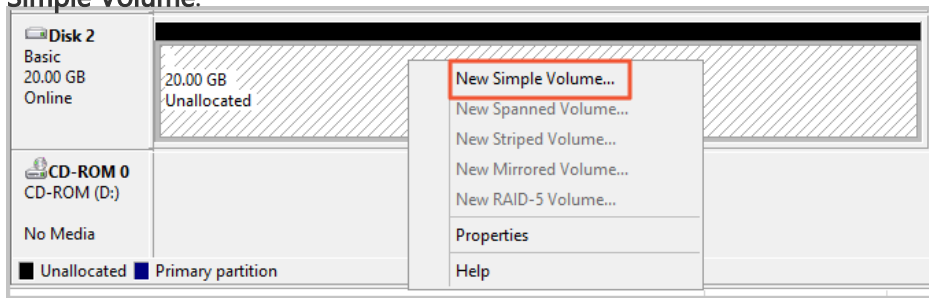 Simple Volume.
Disk 2
Basic
20.00 GB
Online
20.00 GB
Unallocated
New Simple Volume...
New Spanned Volume...
New Striped Volume...
New Mirrored Volume...
New RAID-5 Volume...
Properties
Help
CD-ROM 0
CD-ROM (D:)
No Media
Unallocated Primary partition